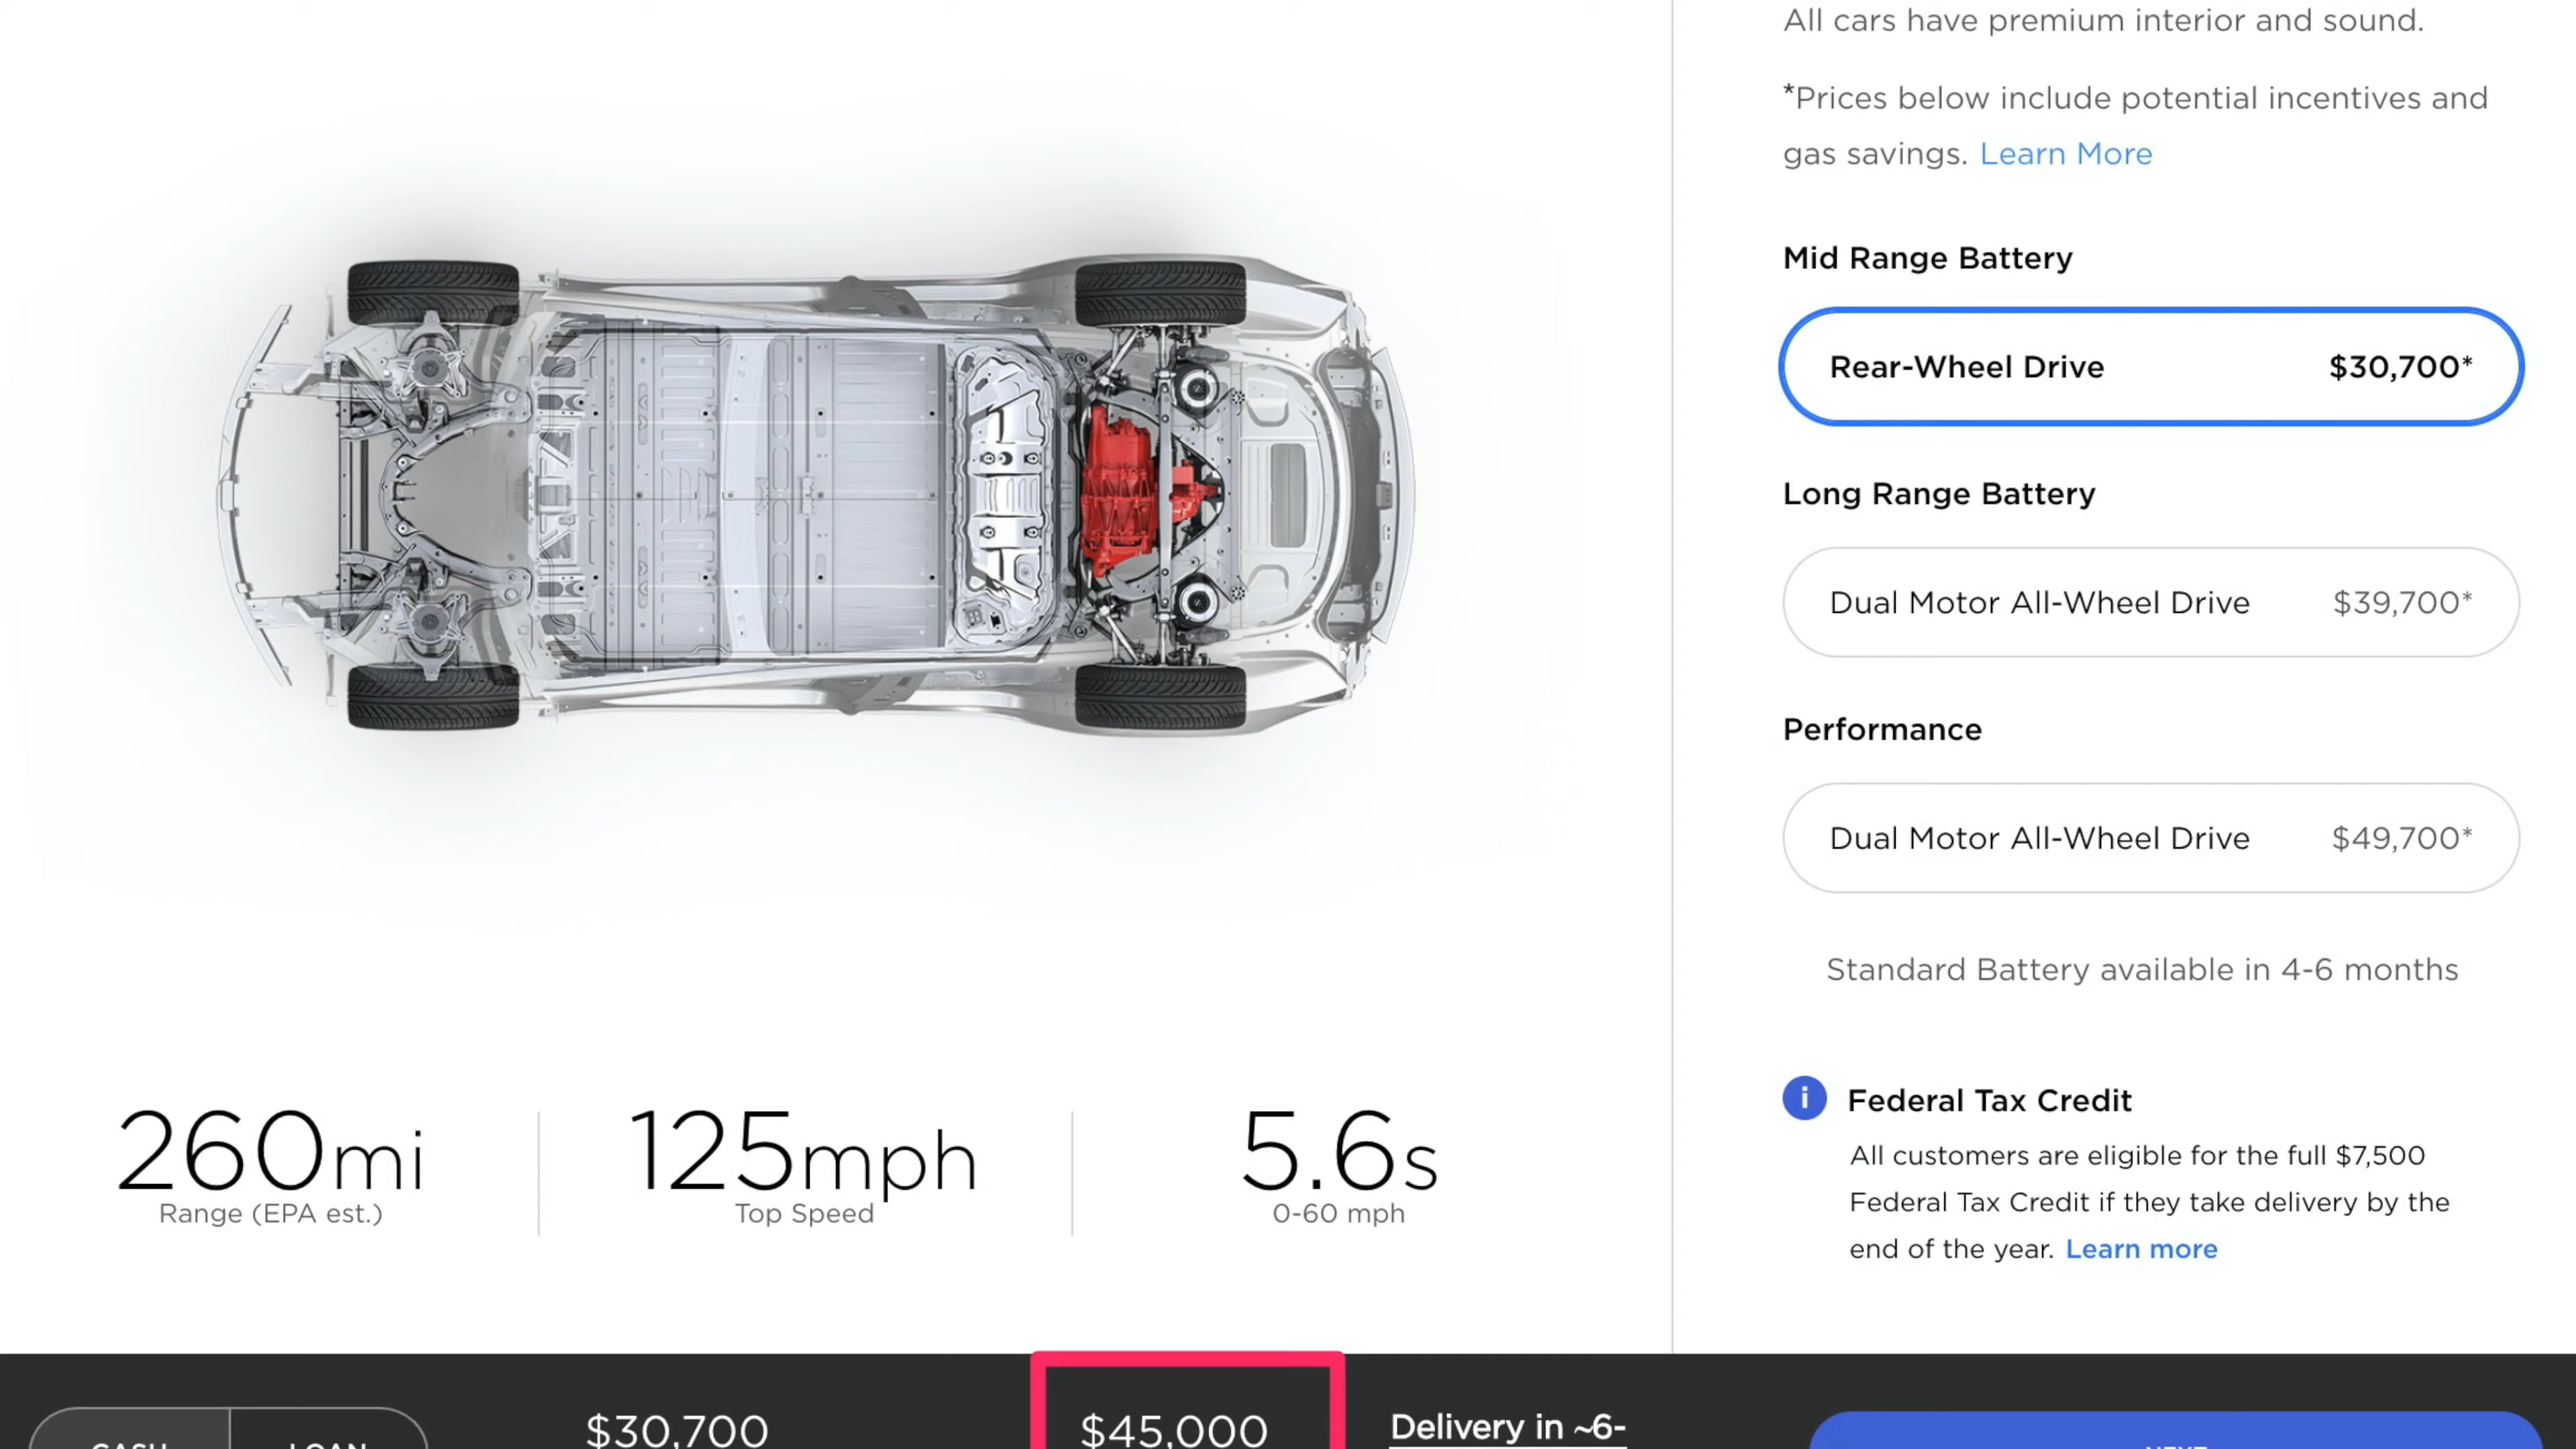 All cars have premium interior and sound.
*Prices below include potential incentives and
gas savings. Learn More
Mid Range Battery
Rear-Wheel Drive $30,700*
Long Range Battery
Dual Motor All-Wheel Drive $39,700*
Performance
Dual Motor All-Wheel Drive $49,700*
Standard Battery available in 4-6 months
i Federal Tax Credit
All customers are eligible for the full $7,500
Federal Tax Credit if they take delivery by the
end of the year. Learn more
260mi 125mph 5.6s
Range (EPA est.) Top Speed 0-60 mph
CASH LOAN $30,700 $45,000 Delivery in ~6- NEXT